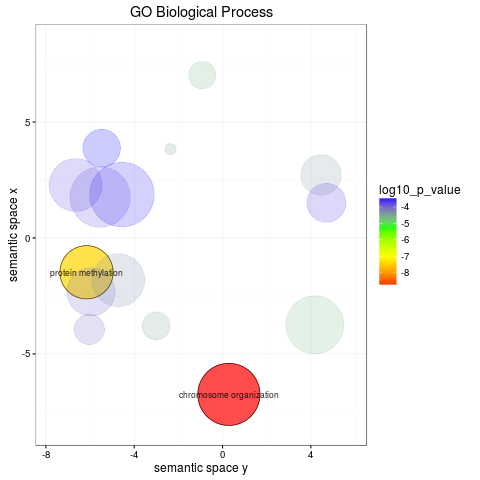 GO Biological Process
semantic space x
5
0
-5
protein methylation
chromosome organization
-8
-4
0
4
semantic space y
log10_p_value
-4
-5
-6
-7
-8